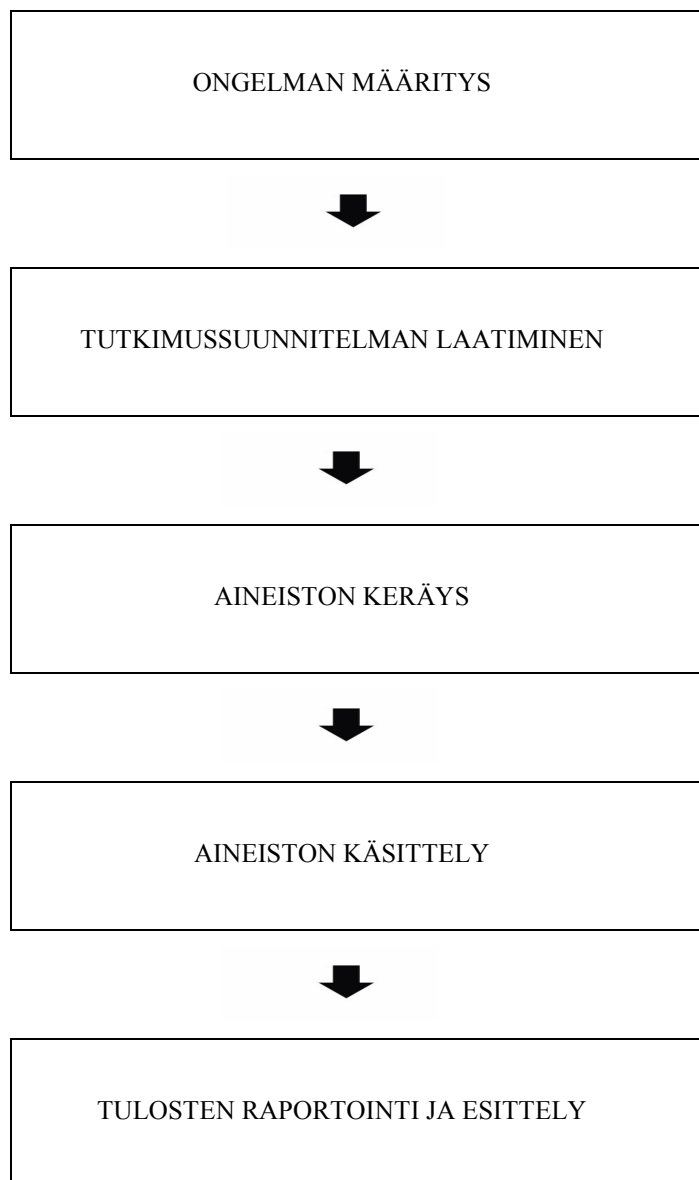 ONGELMAN MÄÄRITYS
TUTKIMUSSUUNNITELMAN LAATIMINEN
AINEISTON KERÄYS
AINEISTON KÄSITTELY
TULOSTEN RAPORTOINTI JA ESITTELY